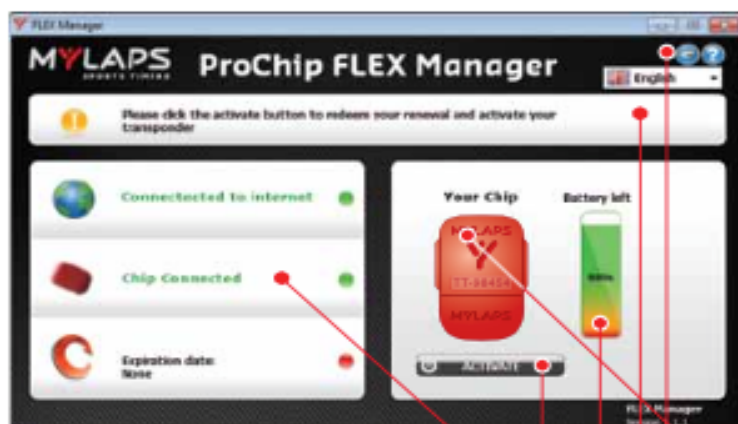 FLEX Manager
MYLAPS
SPORTS TIMING
ProChip FLEX Manager
English
Please click the activate button to redeem your renewal and activate your
transponder
Connectected to internet
Chip Connected
Expiration date:
None
Your Chip
Battery left
MYLAPS
MYLAPS
ACTIVATE
FLEX Manager